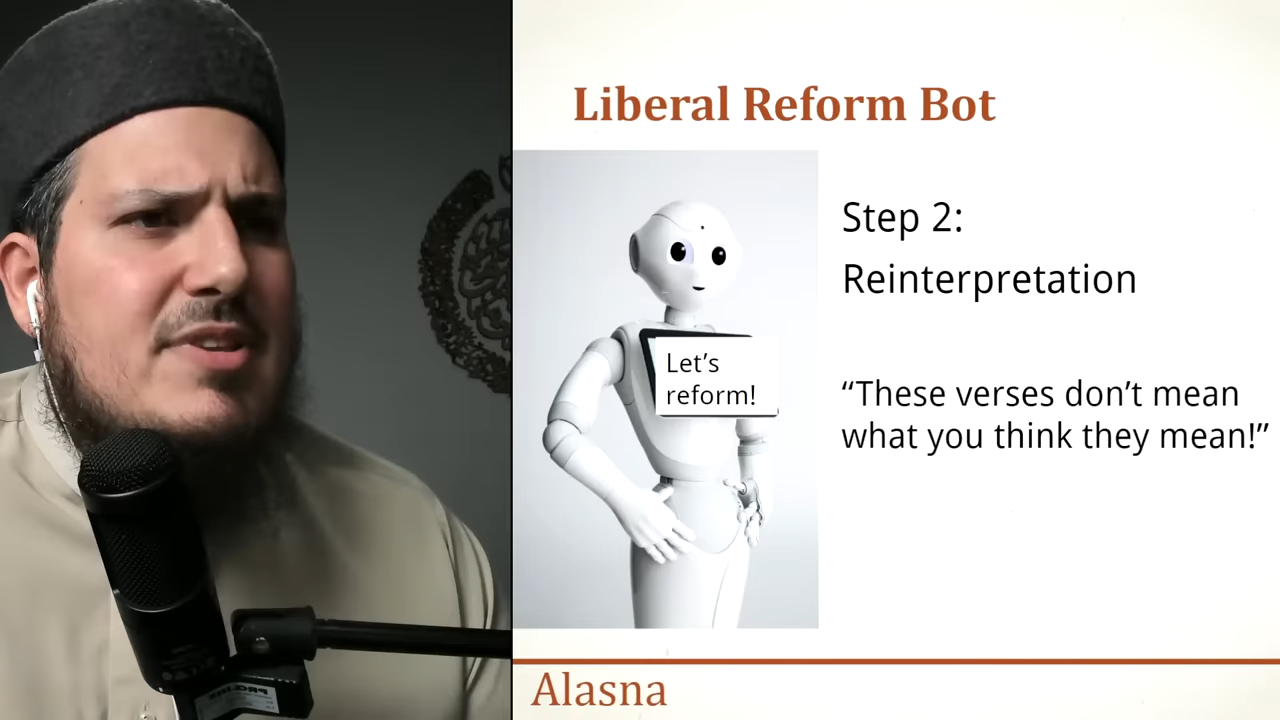 Liberal Reform Bot
Step 2:
Reinterpretation
Let’s
reform!
“These verses don’t mean
what you think they mean!”
Alasna